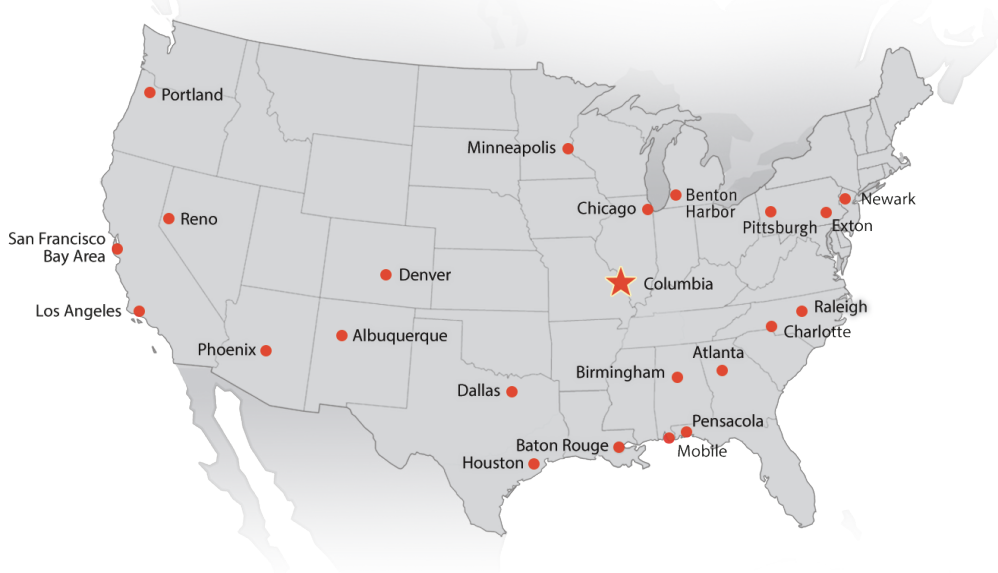 Portland
Minneapolis
Benton
Harbor
Newark
Chicago
Reno
Pittsburgh
Exton
San Francisco
Bay Area
Denver
Columbia
Los Angeles
Raleigh
Charlotte
Albuquerque
Phoenix
Atlanta
Birmingham
Dallas
Pensacola
Baton Rouge
Mobile
Houston